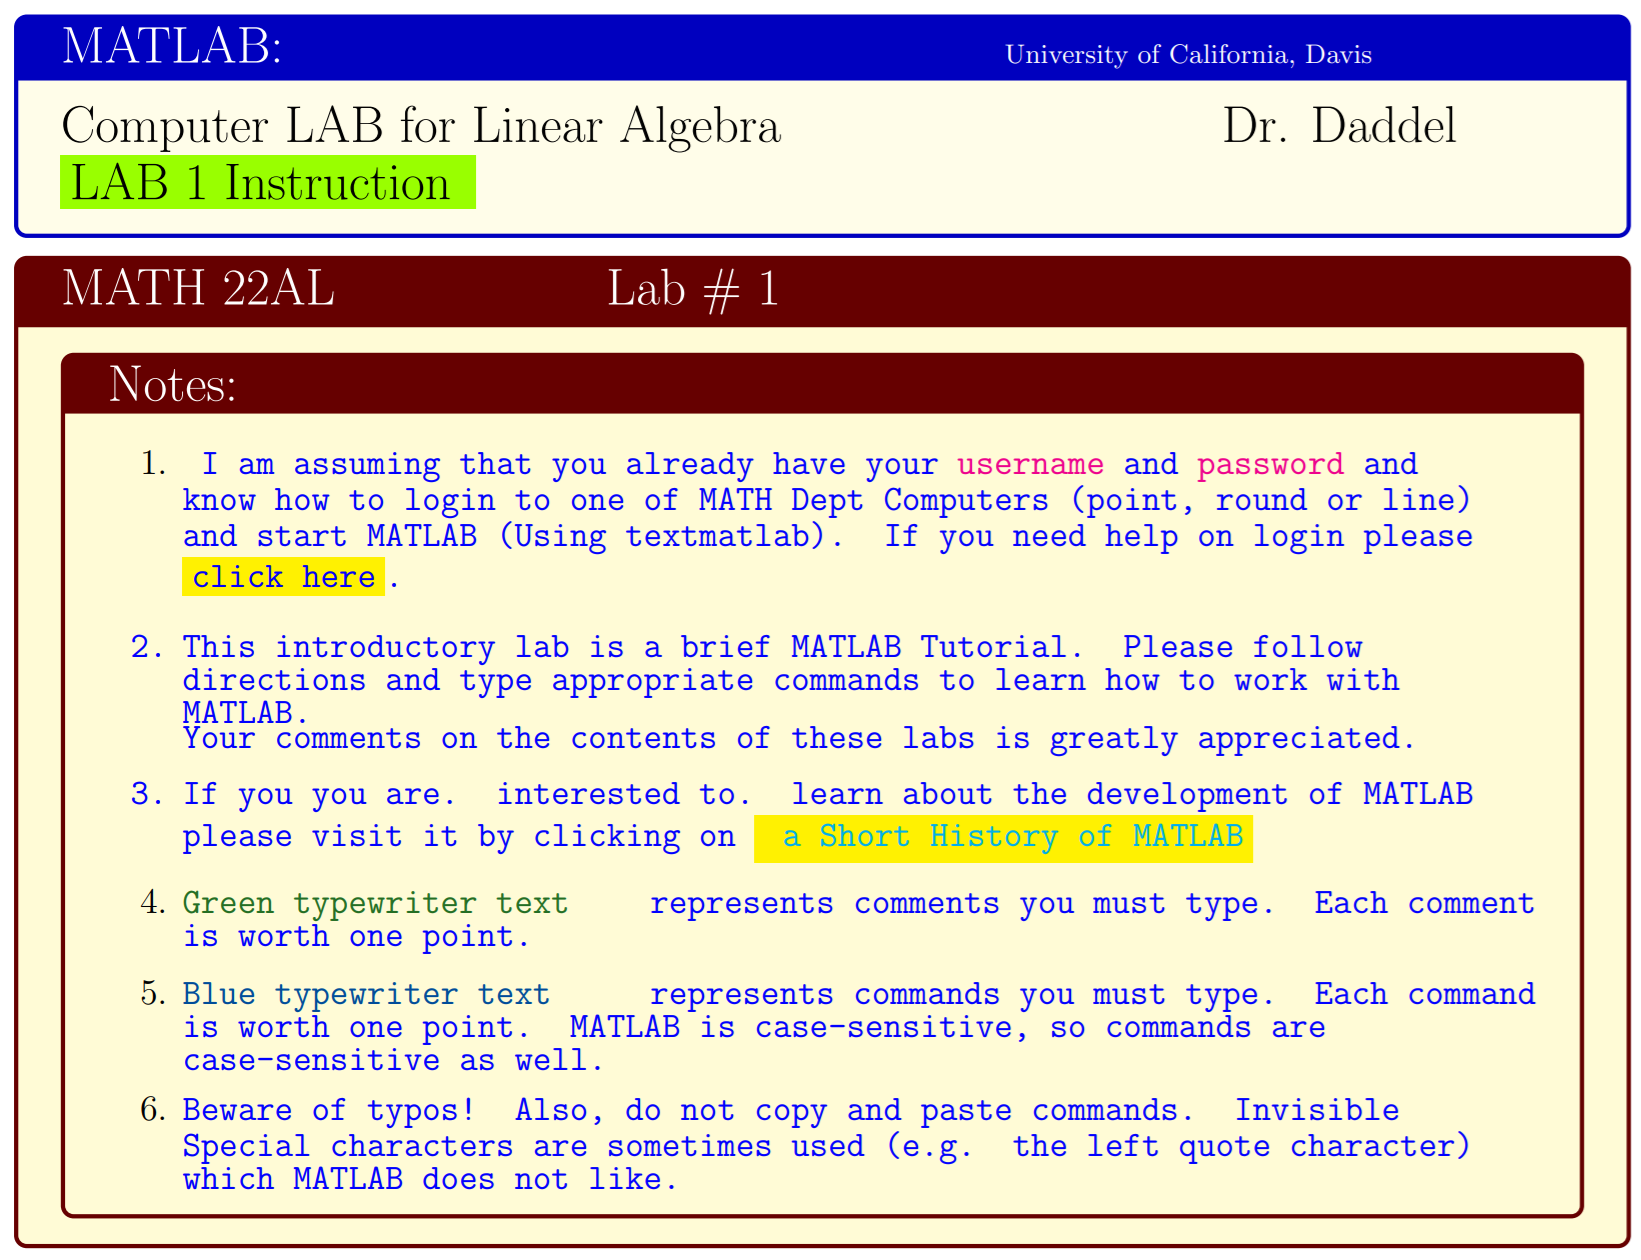 MATLAB: University of California, Davis
Computer LAB for Linear Algebra Dr. Daddel
LAB 1 Instruction
MATH 22AL Lab # 1
Notes:
1. I am assuming that you already have your username and password and
know how to login to one of MATH Dept Computers (point, round or line)
and start MATLAB (Using textmatlab). If you need help on login please
click here .
2. This introductory lab is a brief MATLAB Tutorial. Please follow
directions and type appropriate commands to learn how to work with
MATLAB.
Your comments on the contents of these labs is greatly appreciated.
3. If you you are. interested to. learn about the development of MATLAB
please visit it by clicking on a Short History of MATLAB
4. Green typewriter text represents comments you must type. Each comment
is worth one point.
5. Blue typewriter text represents commands you must type. Each command
is worth one point. MATLAB is case-sensitive, so commands are
case-sensitive as well.
6. Beware of typos! Also, do not copy and paste commands. Invisible
Special characters are sometimes used (e.g. the left quote character)
which MATLAB does not like.